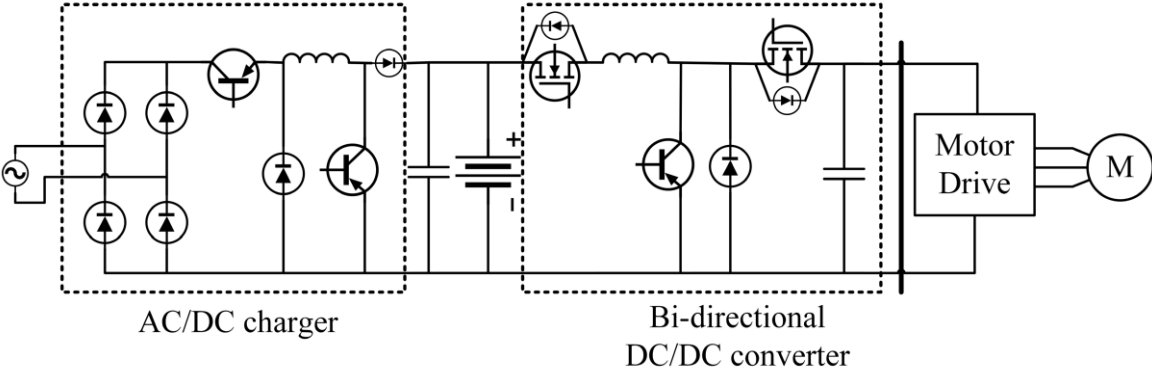 +
-
Motor
Drive
M
AC/DC charger
Bi-directional
DC/DC converter